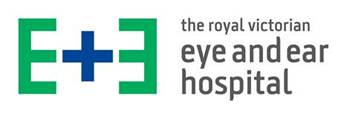 E+E
the royal victorian
eye and ear
hospital